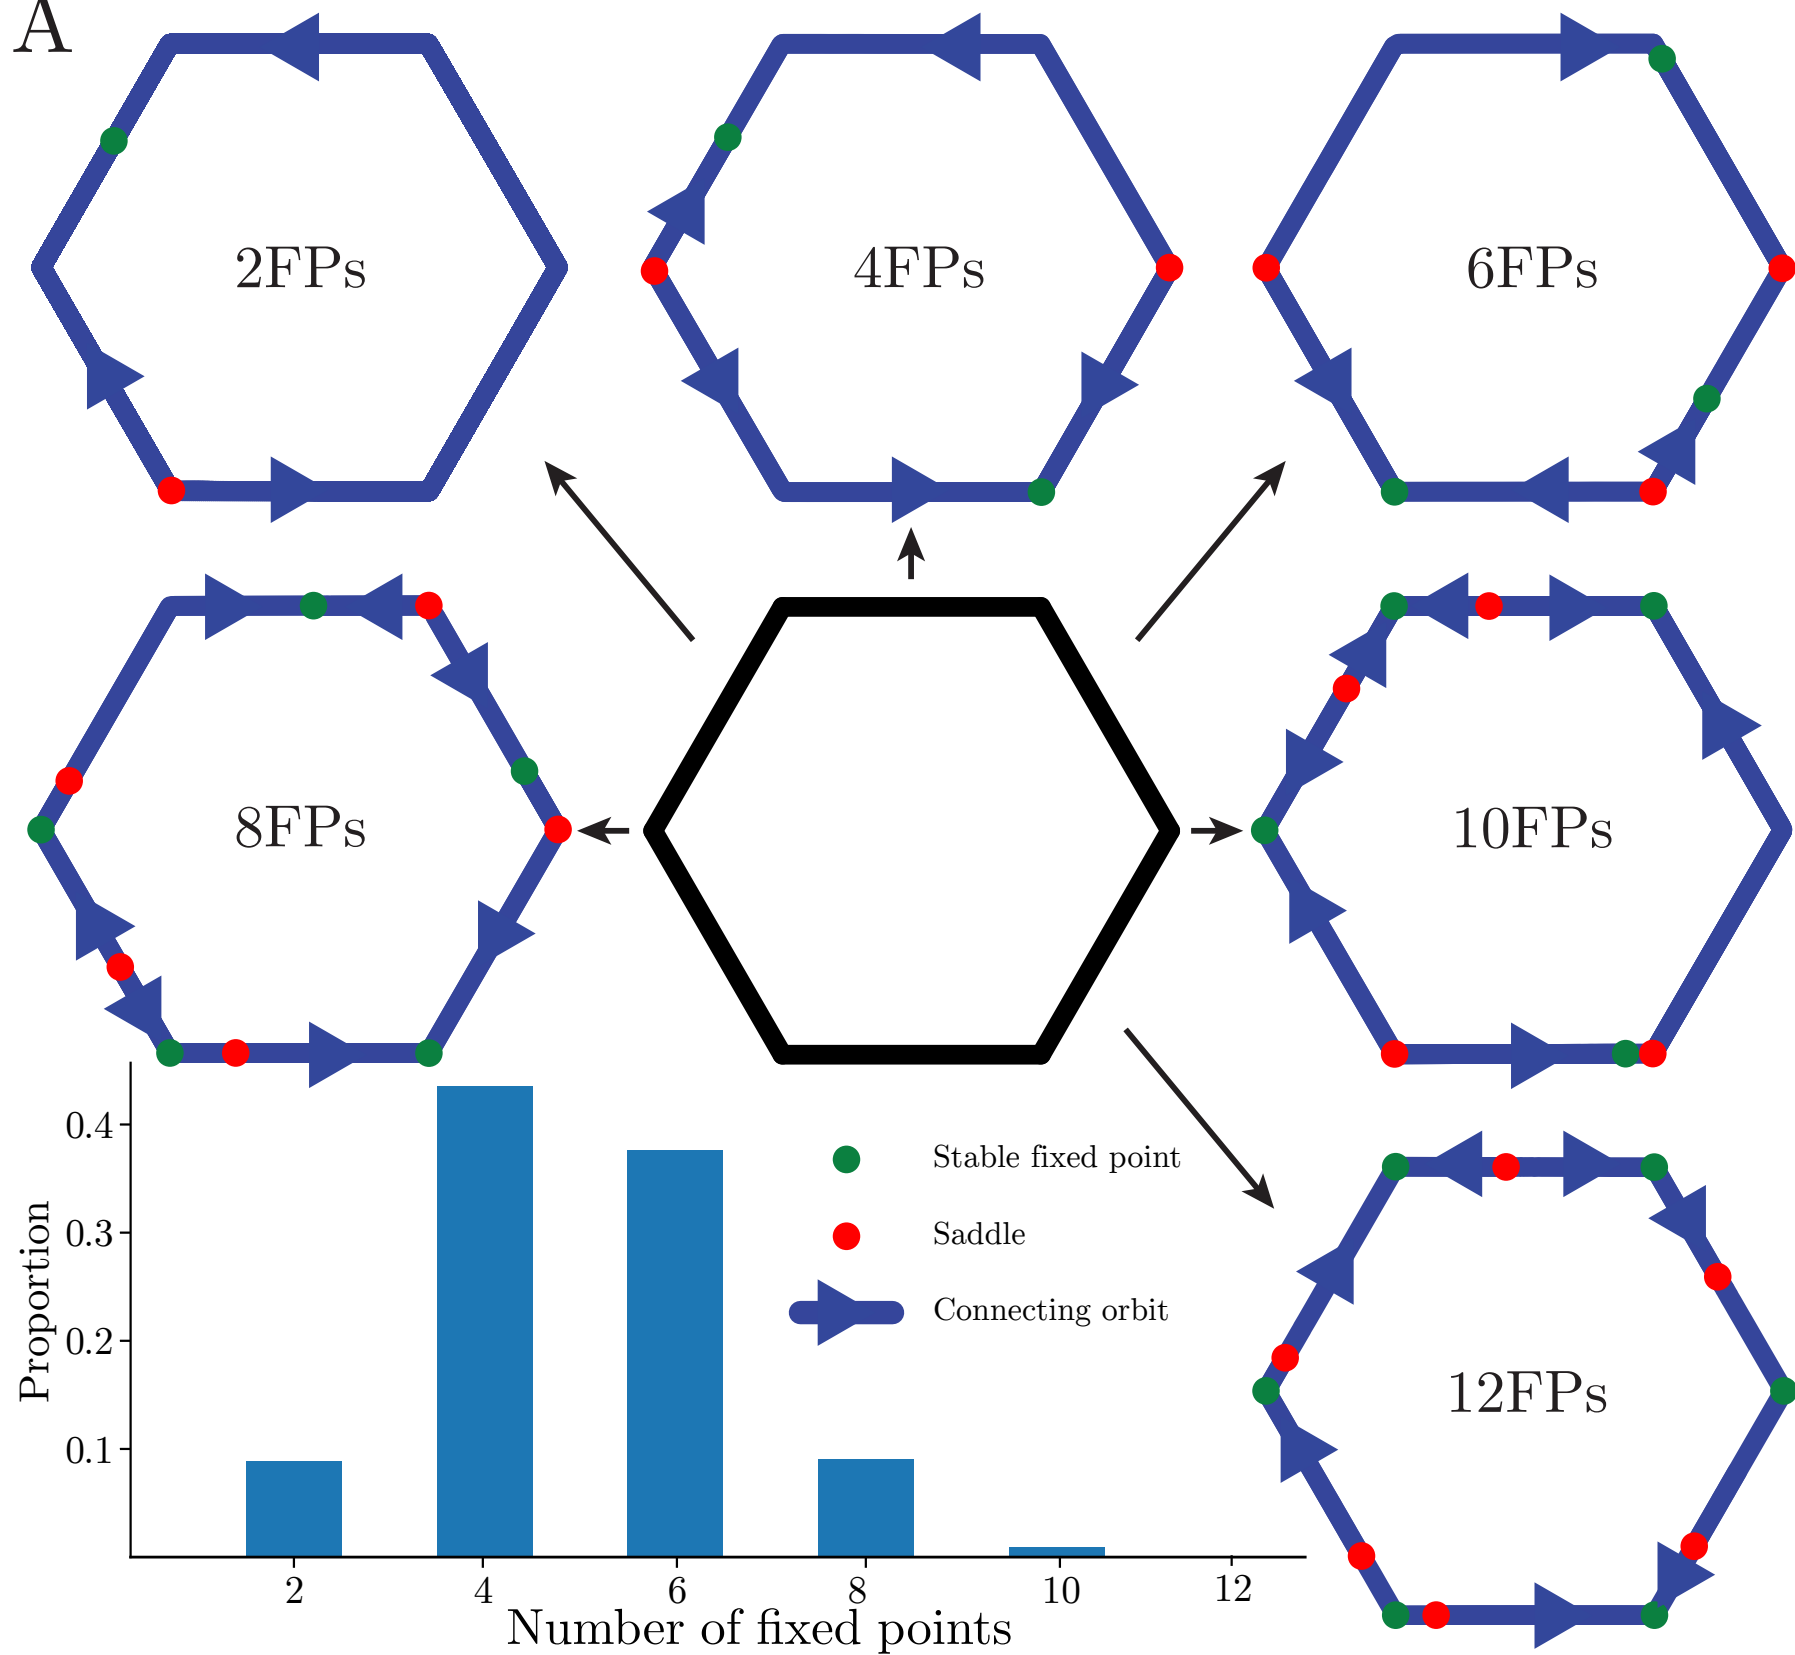 A
2FPs
4FPs
6FPs
8FPs
10FPs
12FPs
Stable fixed point
Saddle
Connecting orbit
Proportion
0.4
0.3
0.2
0.1
2 4 6 8 10 12
Number of fixed points